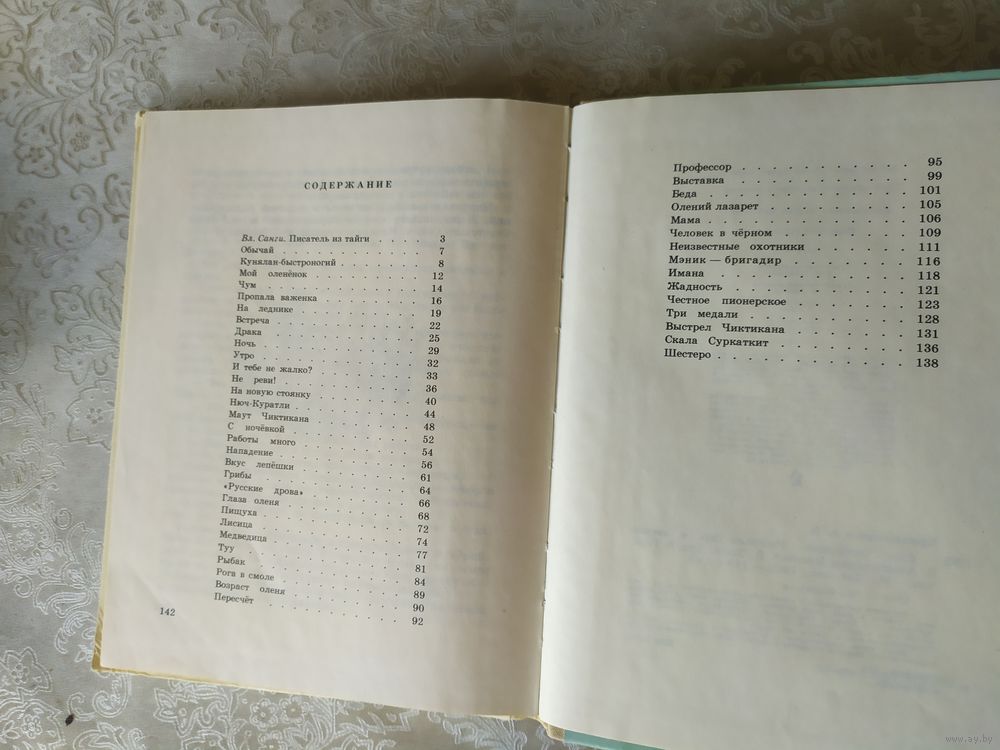 СОДЕРЖАНИЕ
Вл. Санги. Писатель из тайги . . . . 3
Обычай . . . . . . . . . . 7
Кунялан-быстроногий . . . . . . 8
Мой оленёнок . . . . . . . . 12
Чум . . . . . . . . . . . 14
Пропала важенка . . . . . . . 16
На леднике . . . . . . . . . 19
Встреча . . . . . . . . . . 22
Драка . . . . . . . . . . 25
Ночь . . . . . . . . . . . 29
Утро . . . . . . . . . . . 32
И тебе не жалко? . . . . . . . 33
Не реви! . . . . . . . . . 36
На новую стоянку . . . . . . . 40
Нюч-Куратли . . . . . . . . 44
Маут Чиктикана . . . . . . . 48
С ночёвкой . . . . . . . . . 52
Работы много . . . . . . . . 54
Нападение . . . . . . . . . 56
Вкус лепёшки . . . . . . . . 61
Грибы . . . . . . . . . . 64
«Русские дрова» . . . . . . . 66
Глаза оленя . . . . . . . . 68
Пищуха . . . . . . . . . . 72
Лисица . . . . . . . . . . 74
Медведица . . . . . . . . . 77
Туу . . . . . . . . . . . 81
Рыбак . . . . . . . . . . 84
Рога в смоле . . . . . . . . 89
Возраст оленя . . . . . . . . 90
Пересчёт . . . . . . . . . 92
142
Профессор . . . . . . . . . 95
Выставка . . . . . . . . . 99
Беда . . . . . . . . . . . 101
Олений лазарет . . . . . . . . 105
Мама . . . . . . . . . . . 106
Человек в чёрном . . . . . . . 109
Неизвестные охотники . . . . . . 111
Мэник — бригадир . . . . . . . 116
Имана . . . . . . . . . . 118
Жадность . . . . . . . . . 121
Честное пионерское . . . . . . . 123
Три медали . . . . . . . . . 128
Выстрел Чиктикана . . . . . . . 131
Скала Суркаткит . . . . . . . 136
Шестеро . . . . . . . . . . 138
www.ay.by